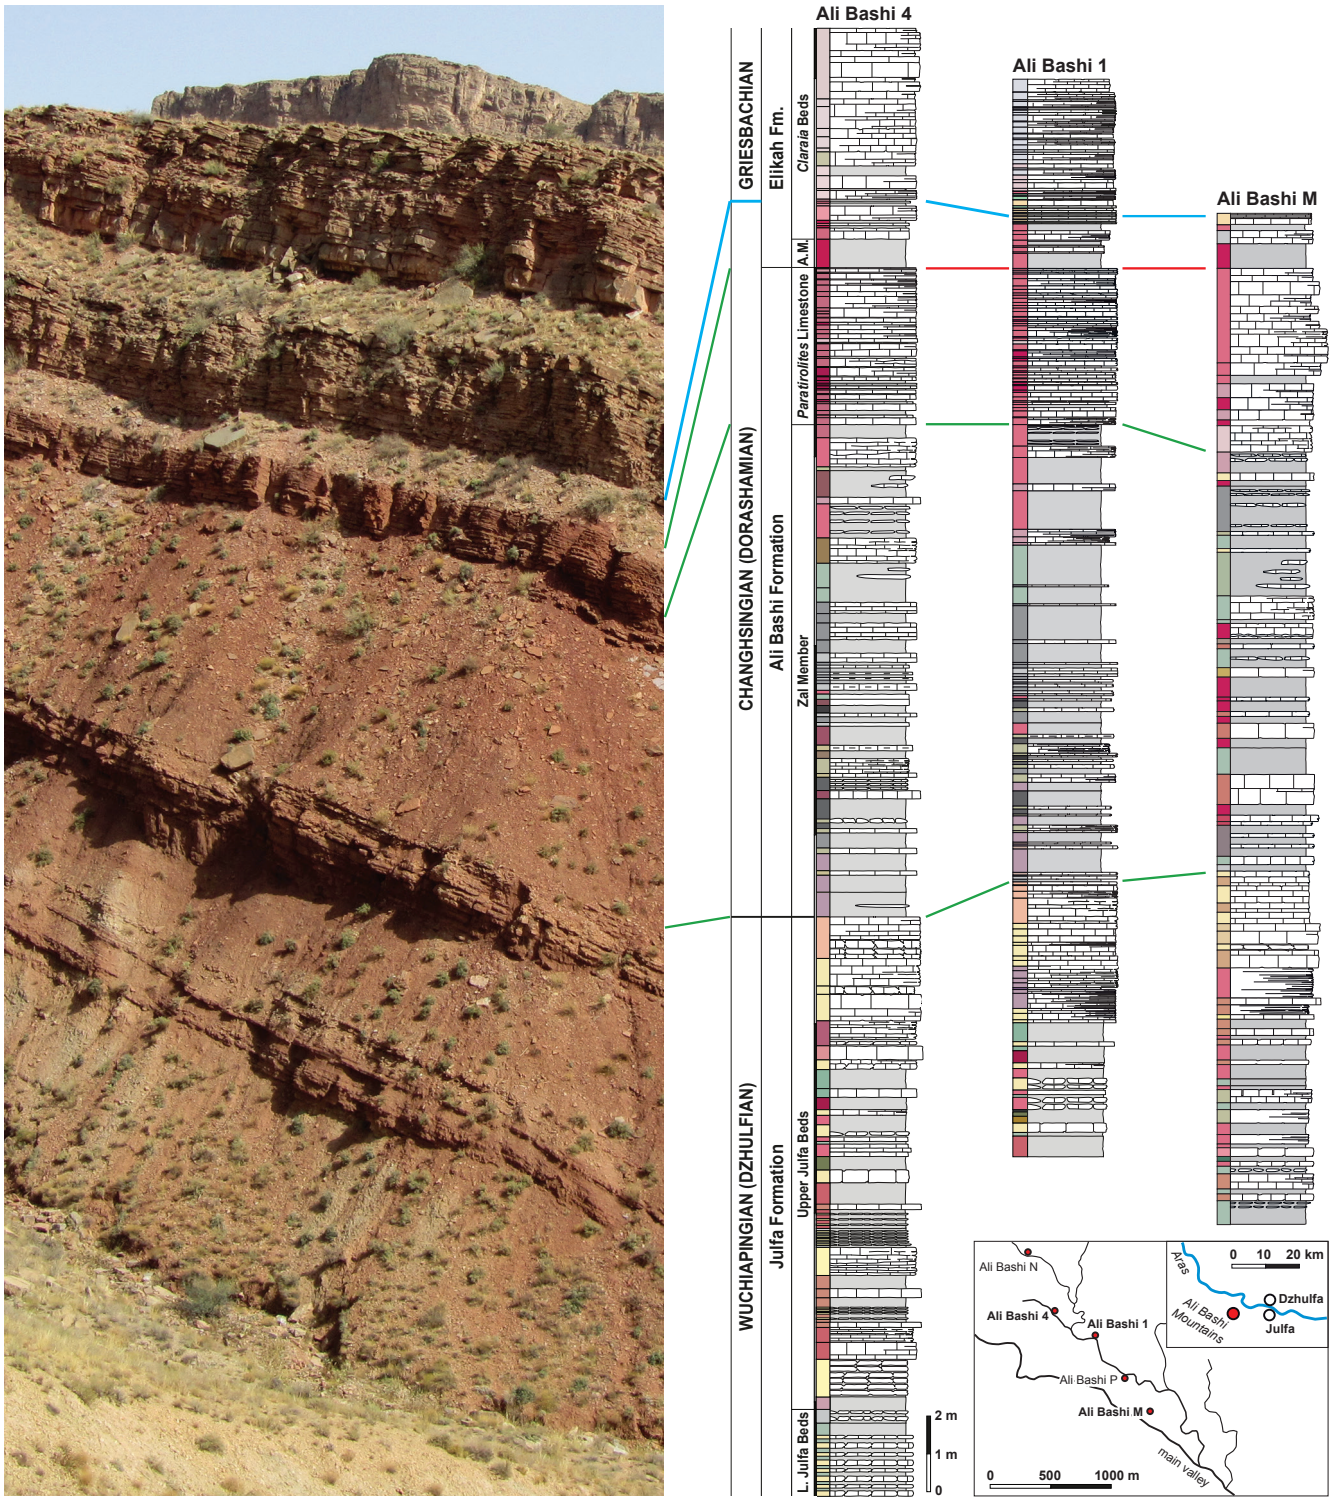 Ali Bashi 4
Ali Bashi 1
Ali Bashi M
GRIESBACHIAN
Elikah Fm.
Claraia Beds
A.M.
CHANGHSINGIAN (DORASHAMIAN)
Ali Bashi Formation
Paratirolites Limestone
Zal Member
WUCHIAPINGIAN (DZHULFIAN)
Julfa Formation
Upper Julfa Beds
L. Julfa Beds
2 m
1 m
0
Ali Bashi N
Ali Bashi 4
Ali Bashi 1
Ali Bashi P
Ali Bashi M
main valley
0 500 1000 m
0 10 20 km
Aras
Dzhulfa
Ali Bashi
Mountains
Julfa